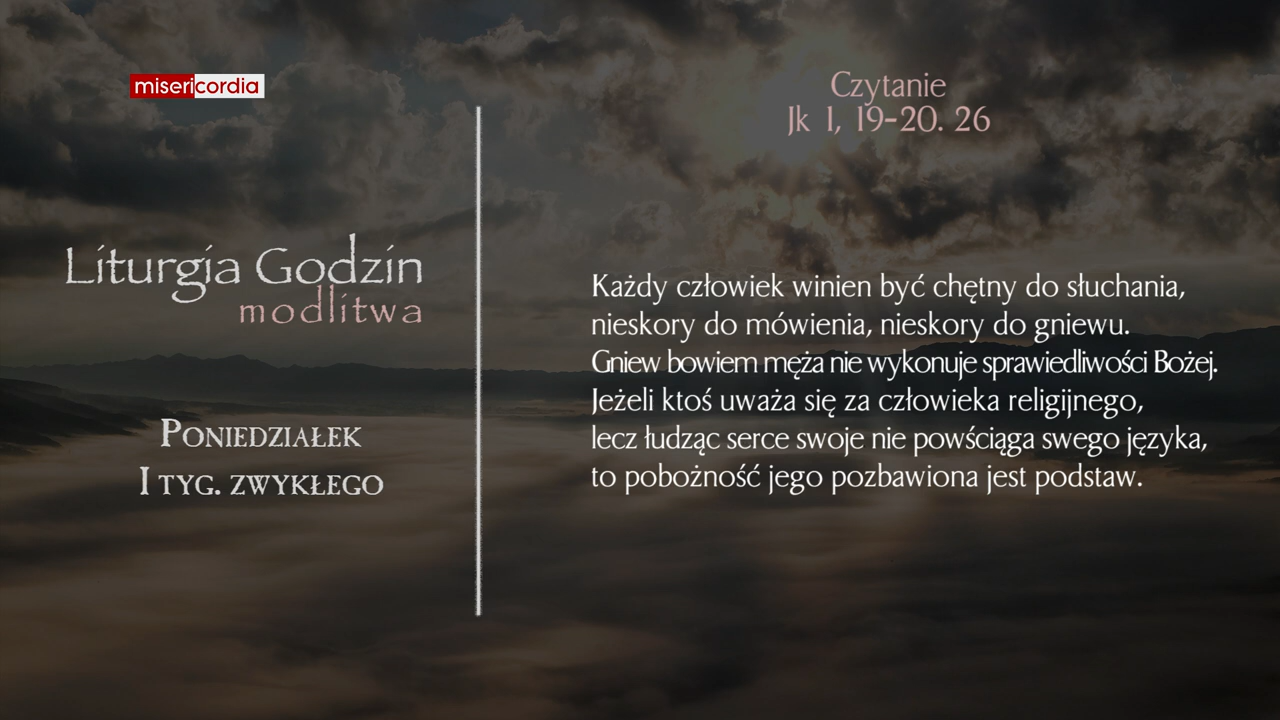 misericordia
Liturgia Godzin
modlitwa
Poniedziałek
I tyg. zwykłego
Czytanie
Jk 1, 19-20. 26
Każdy człowiek winien być chętny do słuchania,
nieskory do mówienia, nieskory do gniewu.
Gniew bowiem męża nie wykonuje sprawiedliwości Bożej.
Jeżeli ktoś uważa się za człowieka religijnego,
lecz łudząc serce swoje nie powściąga swego języka,
to pobożność jego pozbawiona jest podstaw.